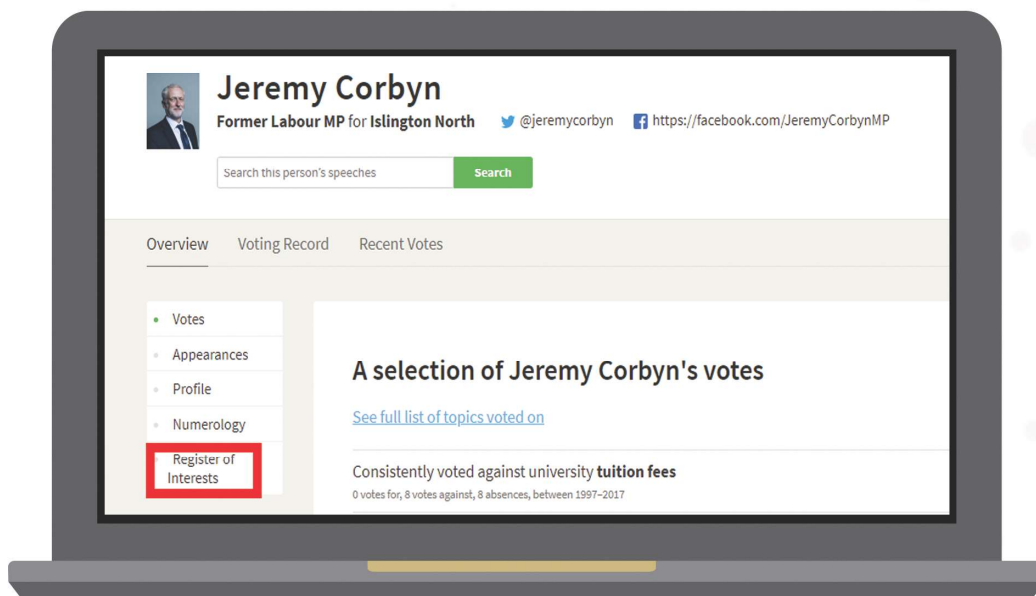 Jeremy Corbyn
Former Labour MP for Islington North @jeremycorbyn https://facebook.com/JeremyCorbynMP
Search this person's speeches Search
Overview Voting Record Recent Votes
Votes
Appearances
Profile
Numerology
Register of
Interests
A selection of Jeremy Corbyn's votes
See full list of topics voted on
Consistently voted against university tuition fees
0 votes for, 8 votes against, 8 absences, between 1997–2017